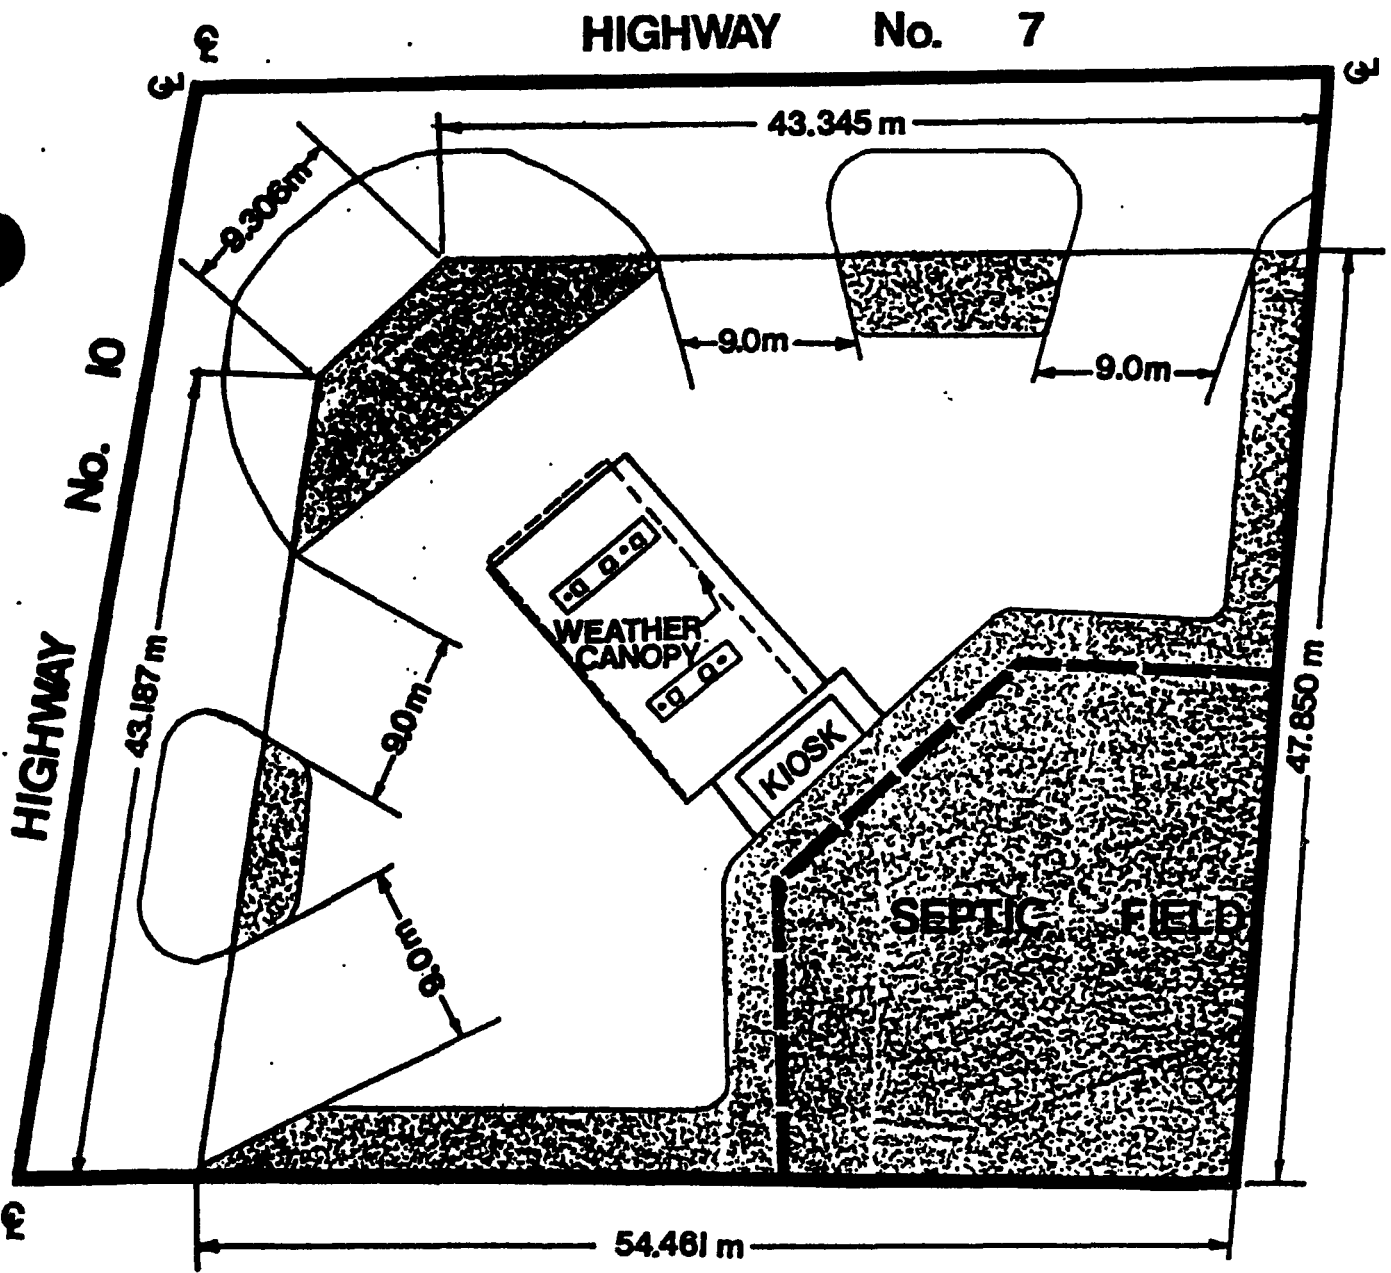 HIGHWAY No. 7
℄
℄
℄
43.345 m
9.306m
9.0m
9.0m
HIGHWAY No. 10
43.187 m
WEATHER
CANOPY
9.0m
KIOSK
47.850 m
SEPTIC FIELD
9.0m
℄
54.461 m